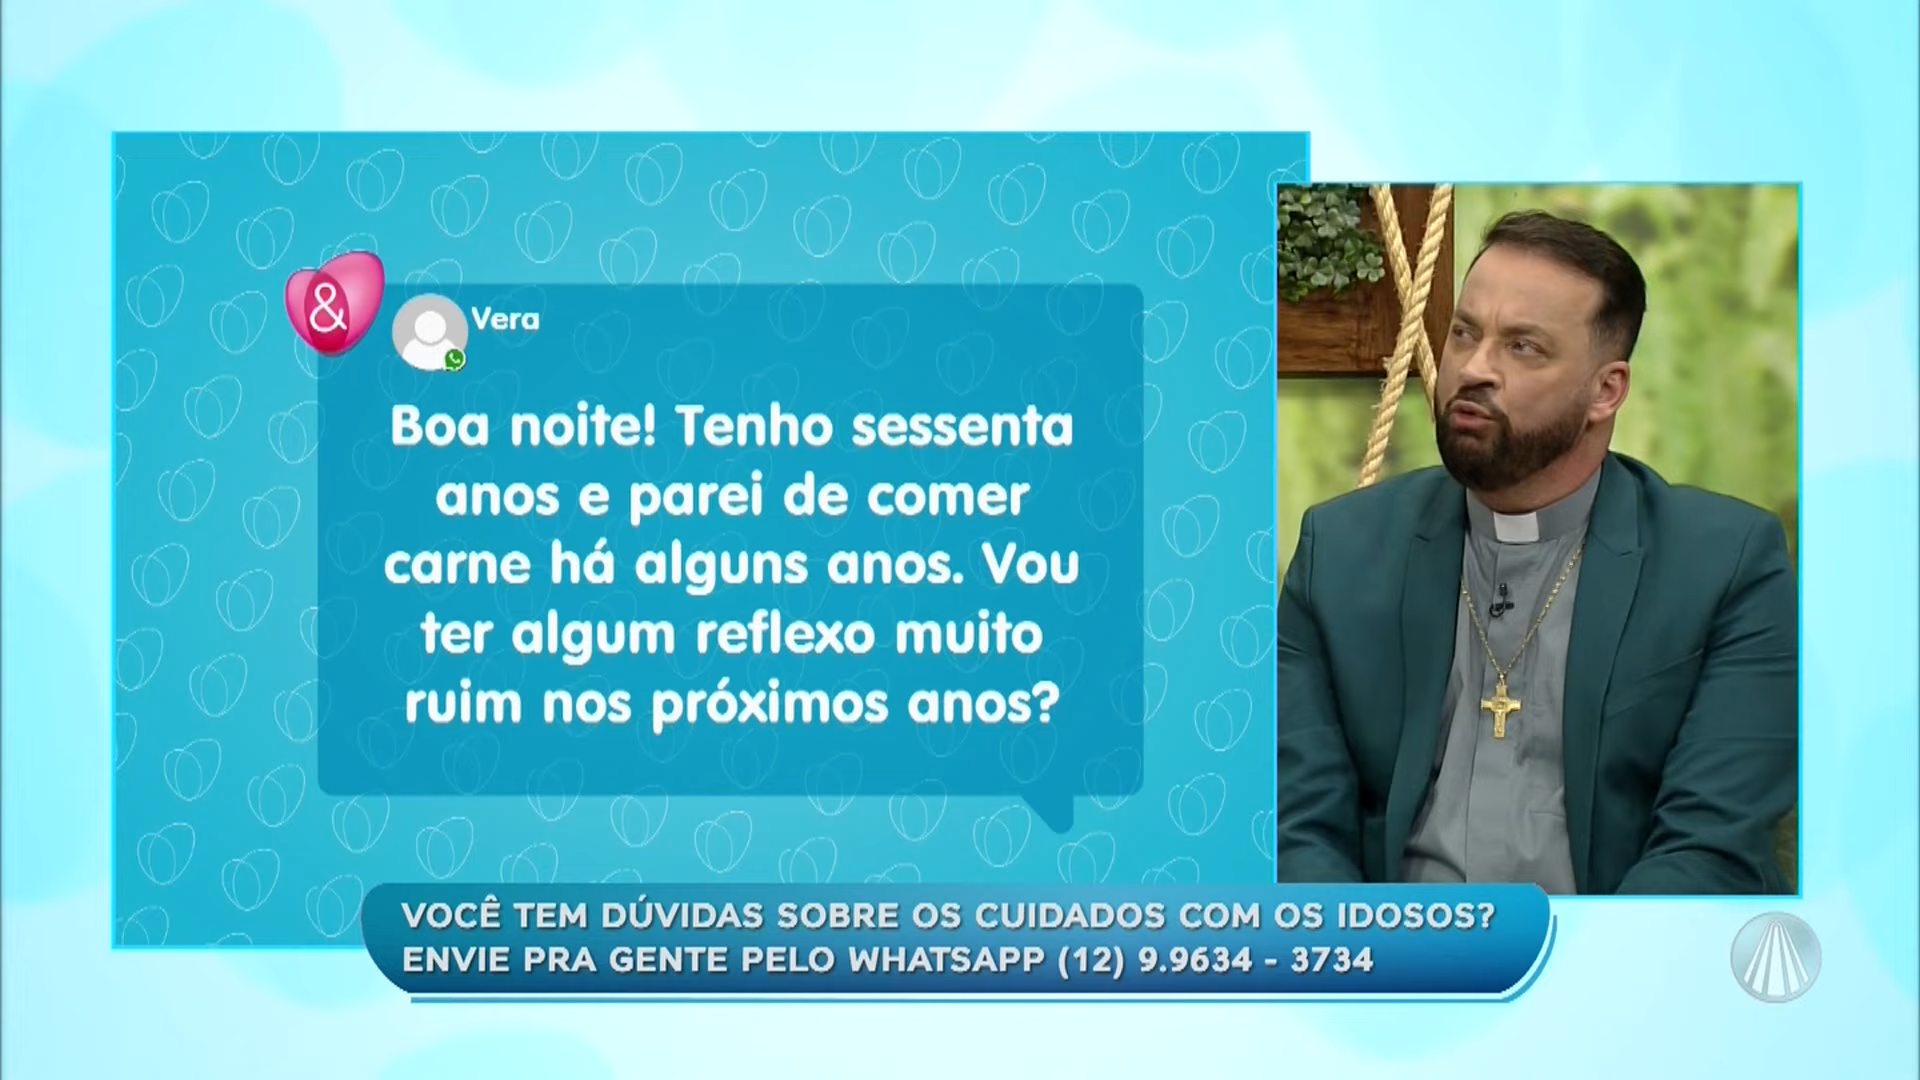 &
Vera
Boa noite! Tenho sessenta
anos e parei de comer
carne há alguns anos. Vou
ter algum reflexo muito
ruim nos próximos anos?
VOCÊ TEM DÚVIDAS SOBRE OS CUIDADOS COM OS IDOSOS?
ENVIE PRA GENTE PELO WHATSAPP (12) 9.9634 - 3734